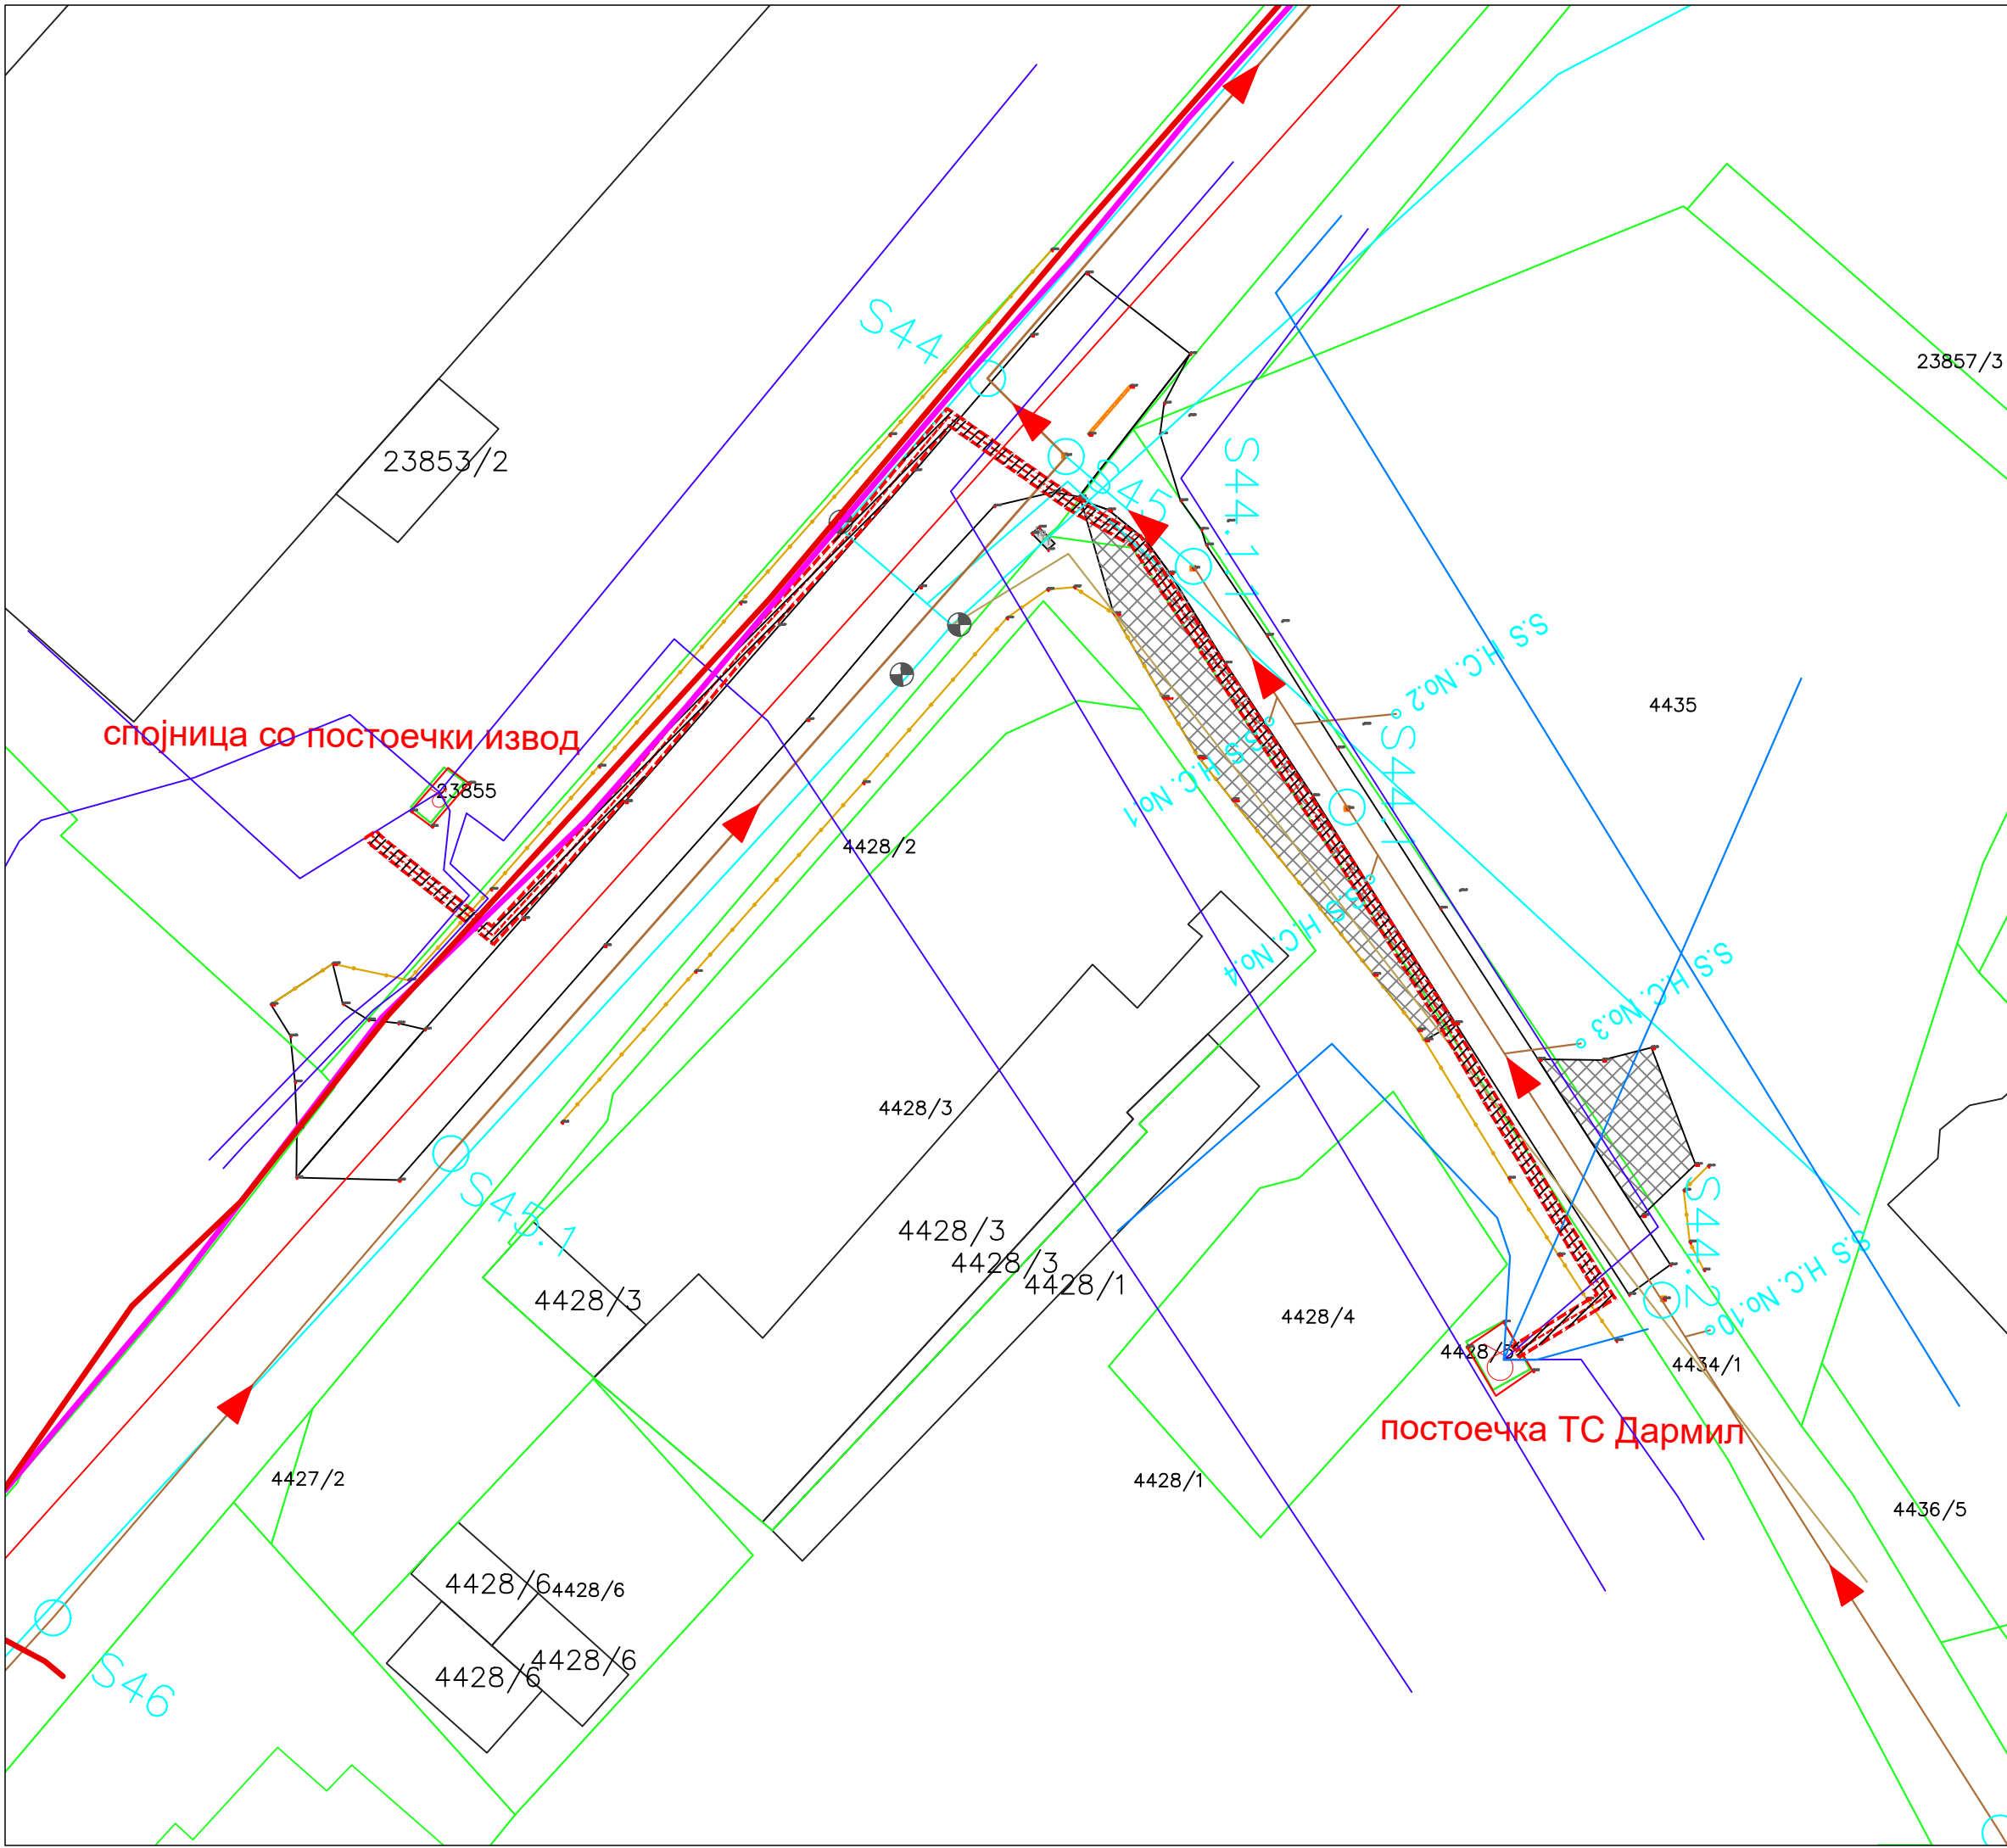 S44
23857/3
23853/2
S45
S44.1.1
S.S H.C. No.2
4435
S44.1
спојница со постоечки извод
23855
S.S H.C. No.1
4428/2
S.S H.C. No.4
S.S H.C. No.3
4428/3
S45.1
S44.2
4428/3
4428/3
4428/1
4428/3
S.S H.C. No.10
4428/4
4428/5
4434/1
постоечка ТС Дармил
4427/2
4428/1
4436/5
4428/6
4428/6
4428/6
4428/6
S46